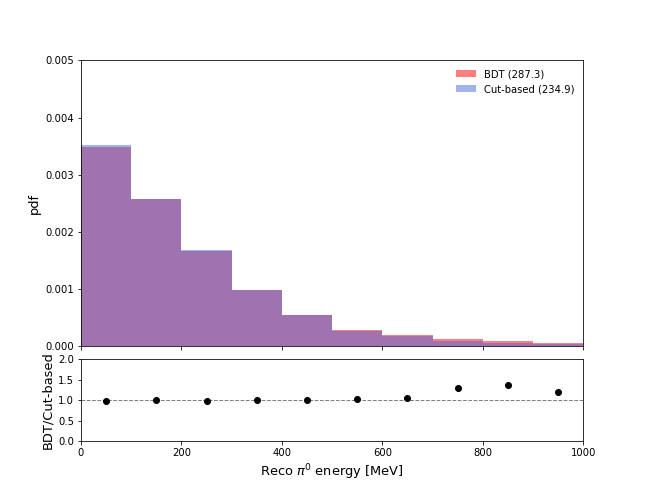 0.005
0.004
0.003
0.002
0.001
0.000
pdf
BDT (287.3)
Cut-based (234.9)
2.0
1.5
1.0
0.5
0.0
BDT/Cut-based
0 200 400 600 800 1000
Reco π⁰ energy [MeV]